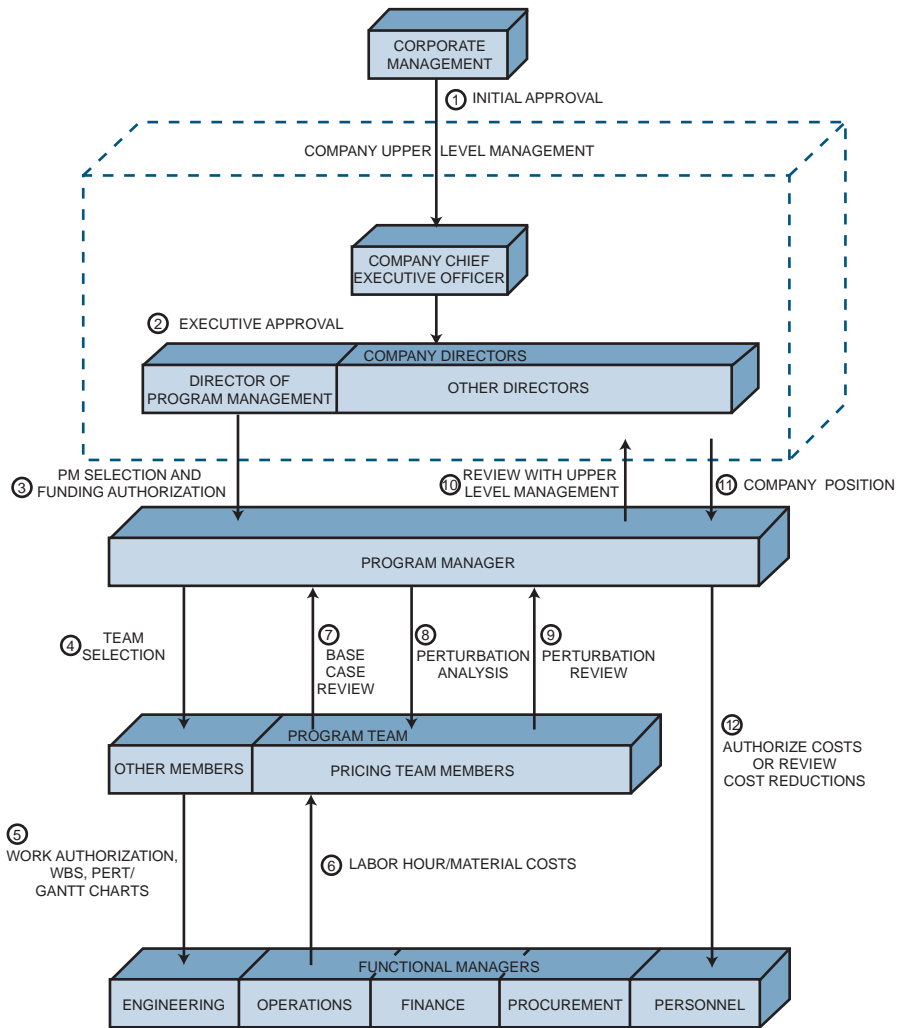 CORPORATE
MANAGEMENT
1 INITIAL APPROVAL
COMPANY UPPER LEVEL MANAGEMENT
COMPANY CHIEF
EXECUTIVE OFFICER
2 EXECUTIVE APPROVAL
COMPANY DIRECTORS
DIRECTOR OF
PROGRAM MANAGEMENT
OTHER DIRECTORS
3 PM SELECTION AND
FUNDING AUTHORIZATION
10 REVIEW WITH UPPER
LEVEL MANAGEMENT
11 COMPANY POSITION
PROGRAM MANAGER
4 TEAM
SELECTION
7
BASE
CASE
REVIEW
8
PERTURBATION
ANALYSIS
9
PERTURBATION
REVIEW
12
AUTHORIZE COSTS
OR REVIEW
COST REDUCTIONS
PROGRAM TEAM
OTHER MEMBERS
PRICING TEAM MEMBERS
5
WORK AUTHORIZATION,
WBS, PERT/
GANTT CHARTS
6 LABOR HOUR/MATERIAL COSTS
FUNCTIONAL MANAGERS
ENGINEERING
OPERATIONS
FINANCE
PROCUREMENT
PERSONNEL